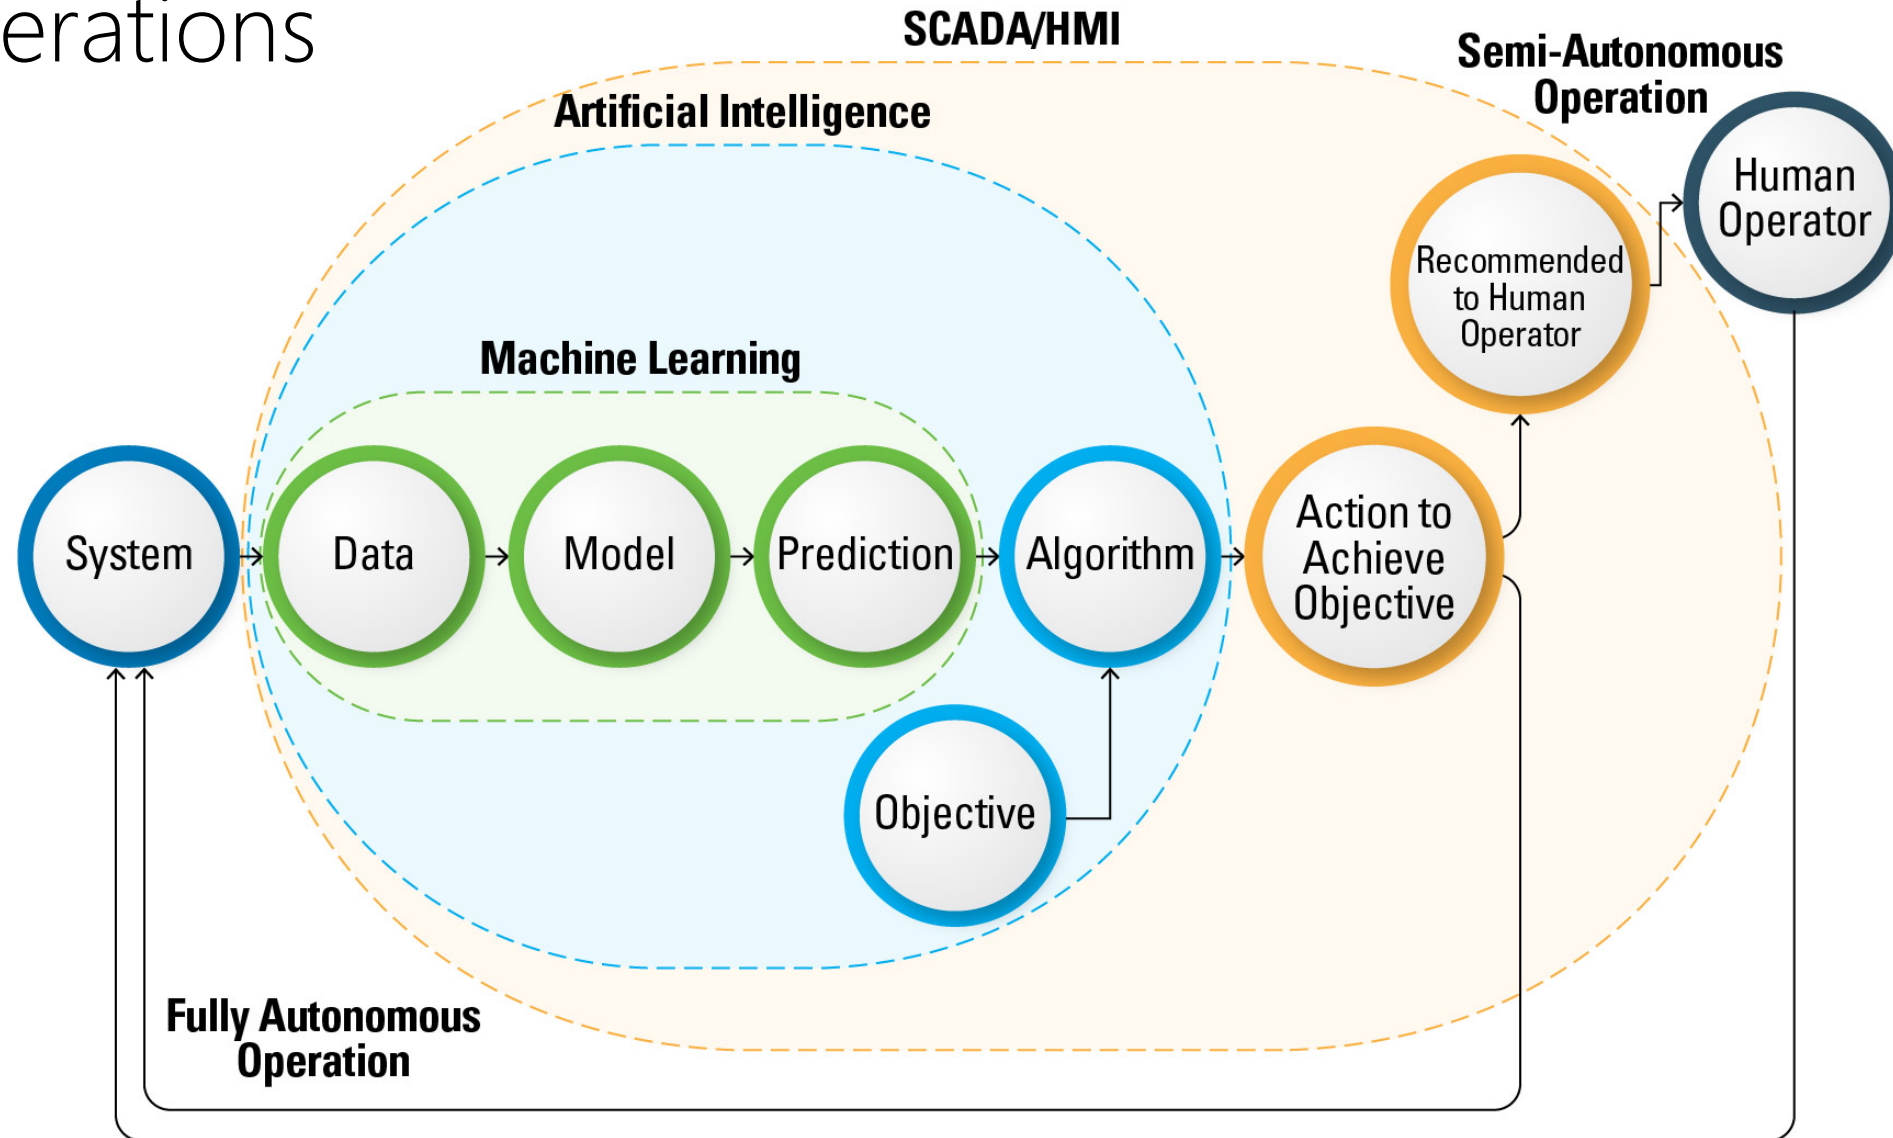 erations
SCADA/HMI
Semi-Autonomous
Operation
Artificial Intelligence
Human
Operator
Recommended
to Human
Operator
Machine Learning
System
Data
Model
Prediction
Algorithm
Action to
Achieve
Objective
Objective
Fully Autonomous
Operation